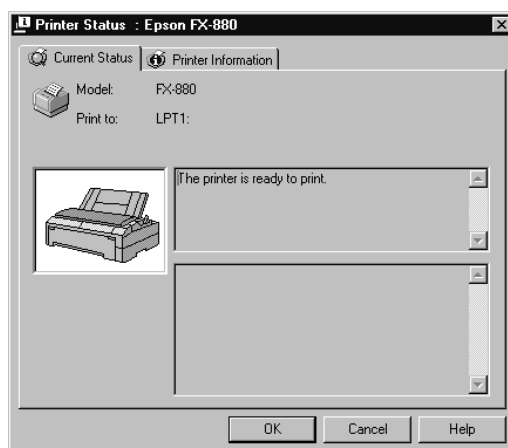 Printer Status : Epson FX-880
Current Status
Printer Information
Model: FX-880
Print to: LPT1:
The printer is ready to print.
OK
Cancel
Help